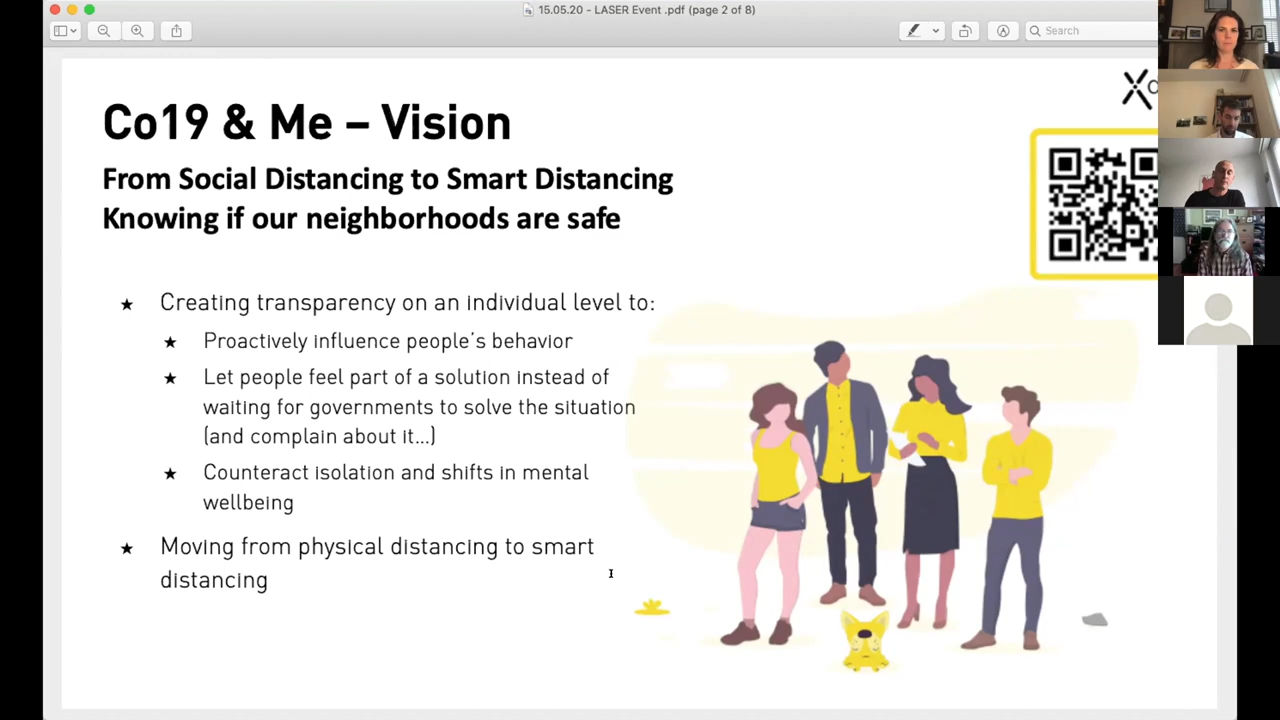 15.05.20 - LASER Event .pdf (page 2 of 8)
Search
Co19 & Me – Vision
From Social Distancing to Smart Distancing
Knowing if our neighborhoods are safe
★ Creating transparency on an individual level to:
★ Proactively influence people's behavior
★ Let people feel part of a solution instead of
waiting for governments to solve the situation
(and complain about it...)
★ Counteract isolation and shifts in mental
wellbeing
★ Moving from physical distancing to smart
distancing